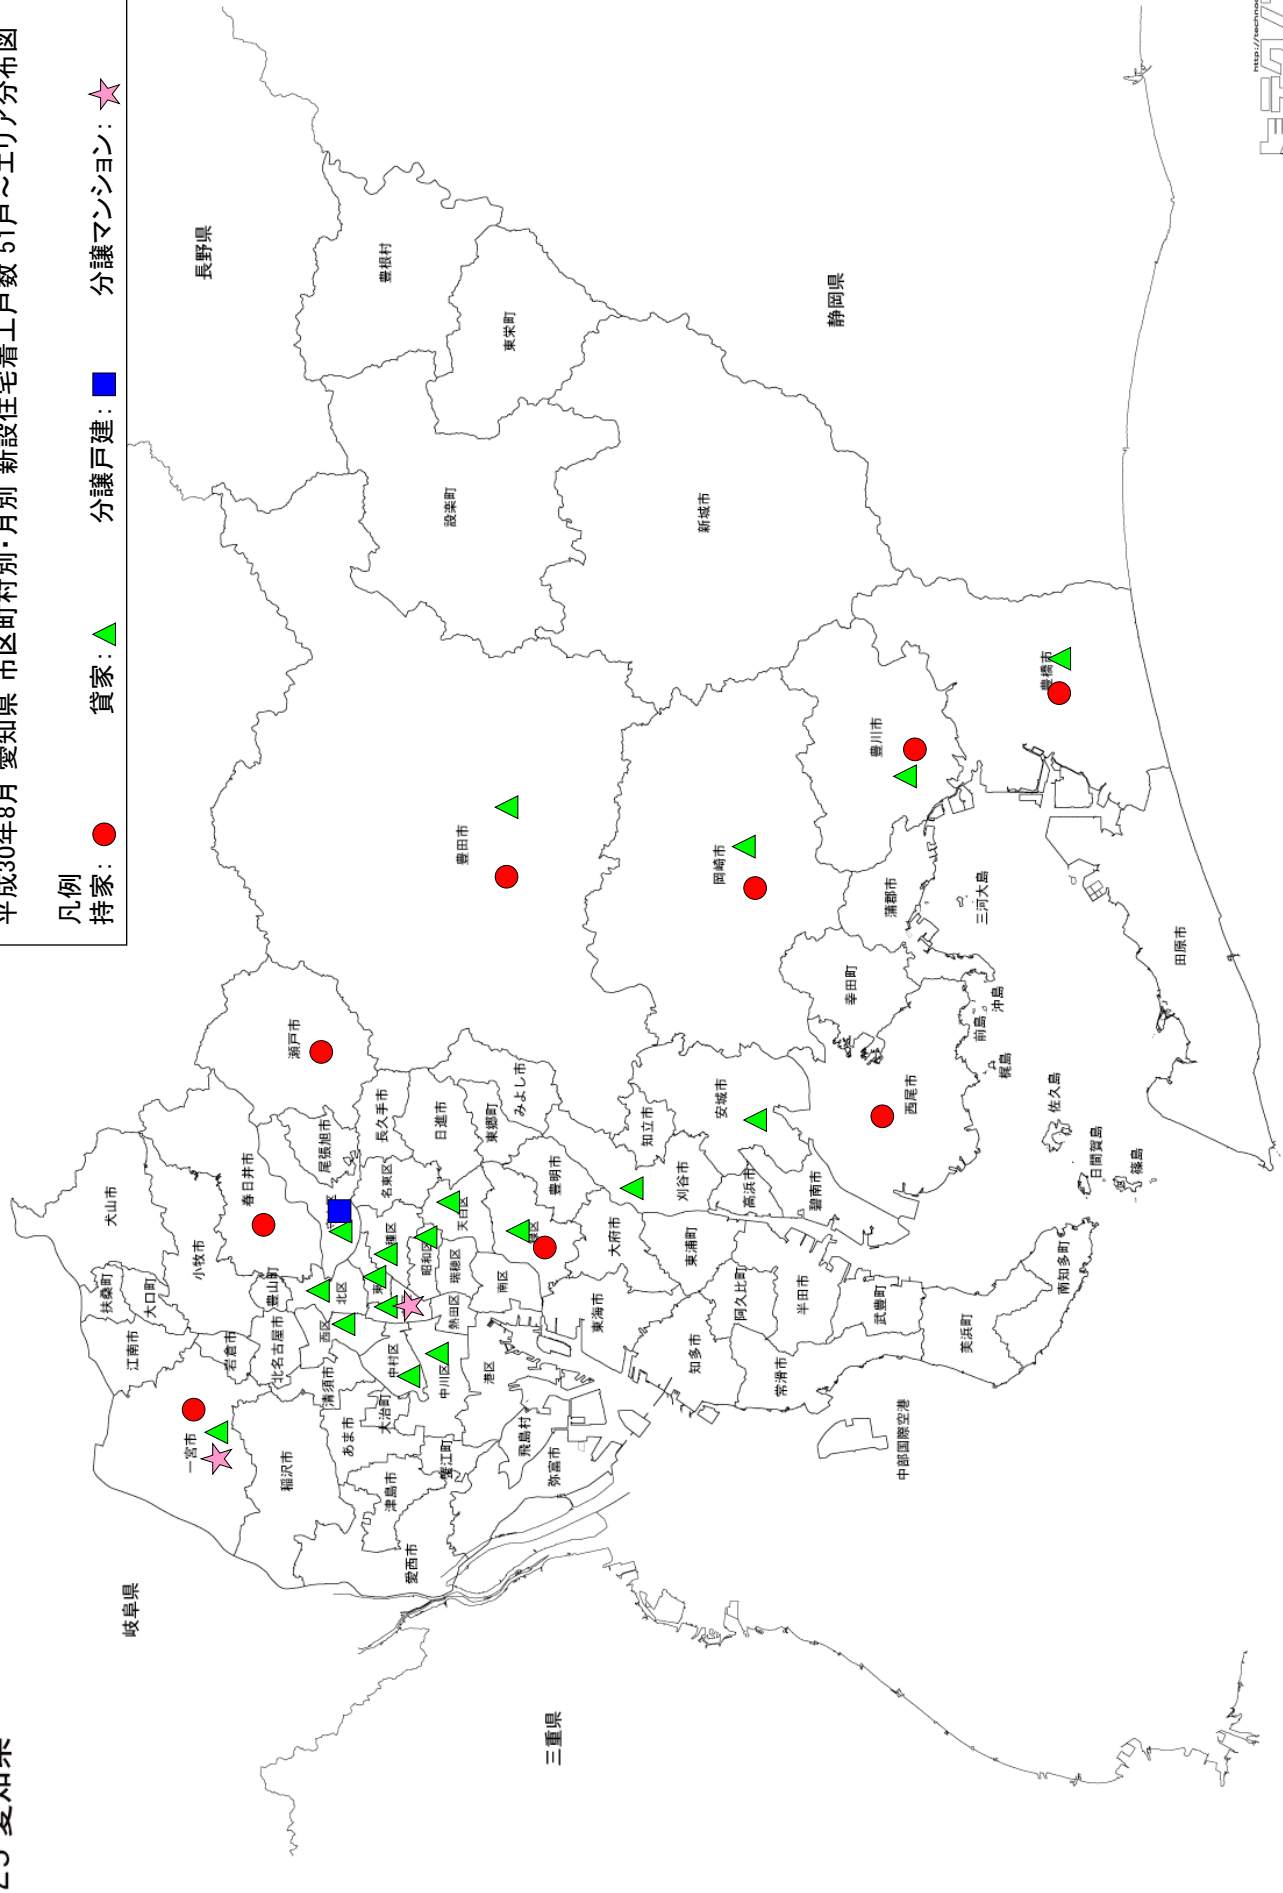 23 愛知県
平成30年8月 愛知県 市区町村別・月別 新設住宅着工戸数 51戸～エリア分布図
凡例
持家：
貸家：
分譲戸建：
分譲マンション：
岐阜県
長野県
静岡県
三重県
豊根村
東栄町
設楽町
新城市
豊田市
岡崎市
豊川市
豊橋市
蒲郡市
幸田町
西尾市
田原市
三河大島
沖島
前島
梶島
佐久島
日間賀島
篠島
瀬戸市
尾張旭市
長久手市
日進市
東郷町
みよし市
豊明市
知立市
安城市
刈谷市
高浜市
碧南市
大府市
東浦町
東海市
知多市
阿久比町
半田市
常滑市
武豊町
美浜町
南知多町
中部国際空港
犬山市
扶桑町
大口町
小牧市
春日井市
江南市
岩倉市
豊山町
北名古屋市
清須市
一宮市
稲沢市
あま市
大治町
津島市
愛西市
蟹江町
飛島村
弥富市
北区
西区
名東区
昭和区
天白区
瑞穂区
南区
熱田区
中村区
中川区
港区
緑区
http://technos